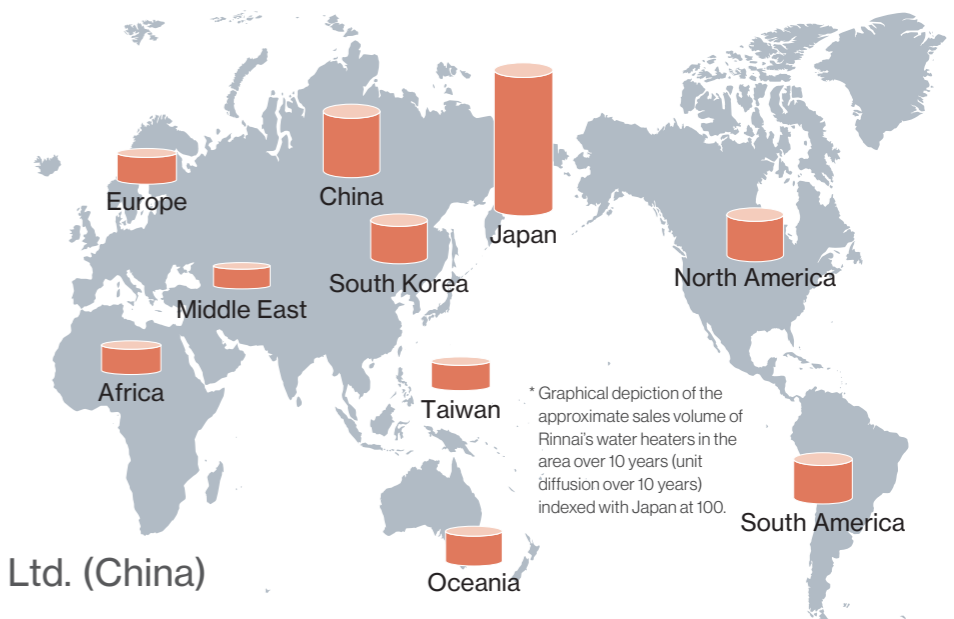 Europe
China
Japan
South Korea
North America
Middle East
Africa
Taiwan
* Graphical depiction of the
approximate sales volume of
Rinnai's water heaters in the
area over 10 years (unit
diffusion over 10 years)
indexed with Japan at 100.
South America
Oceania
Ltd. (China)